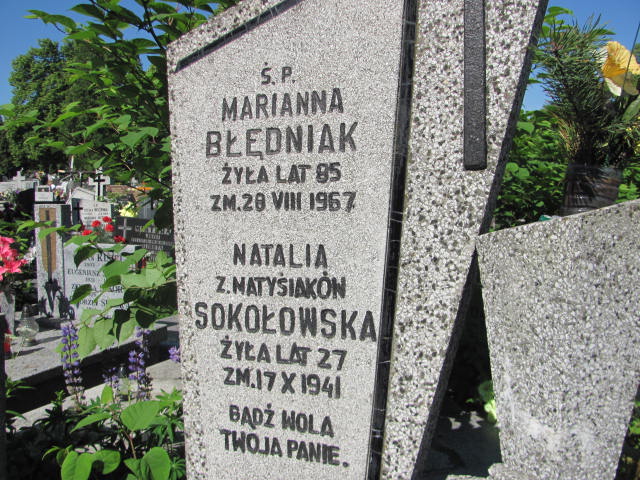 Ś.P.
MARIANNA
BŁĘDNIAK
ŻYŁA LAT 85
ZM. 28 VIII 1967
NATALIA
Z. MATYSIAKÓW
SOKOŁOWSKA
ŻYŁA LAT 27
ZM. 17 X 1941
BĄDŹ WOLA
TWOJA PANIE.